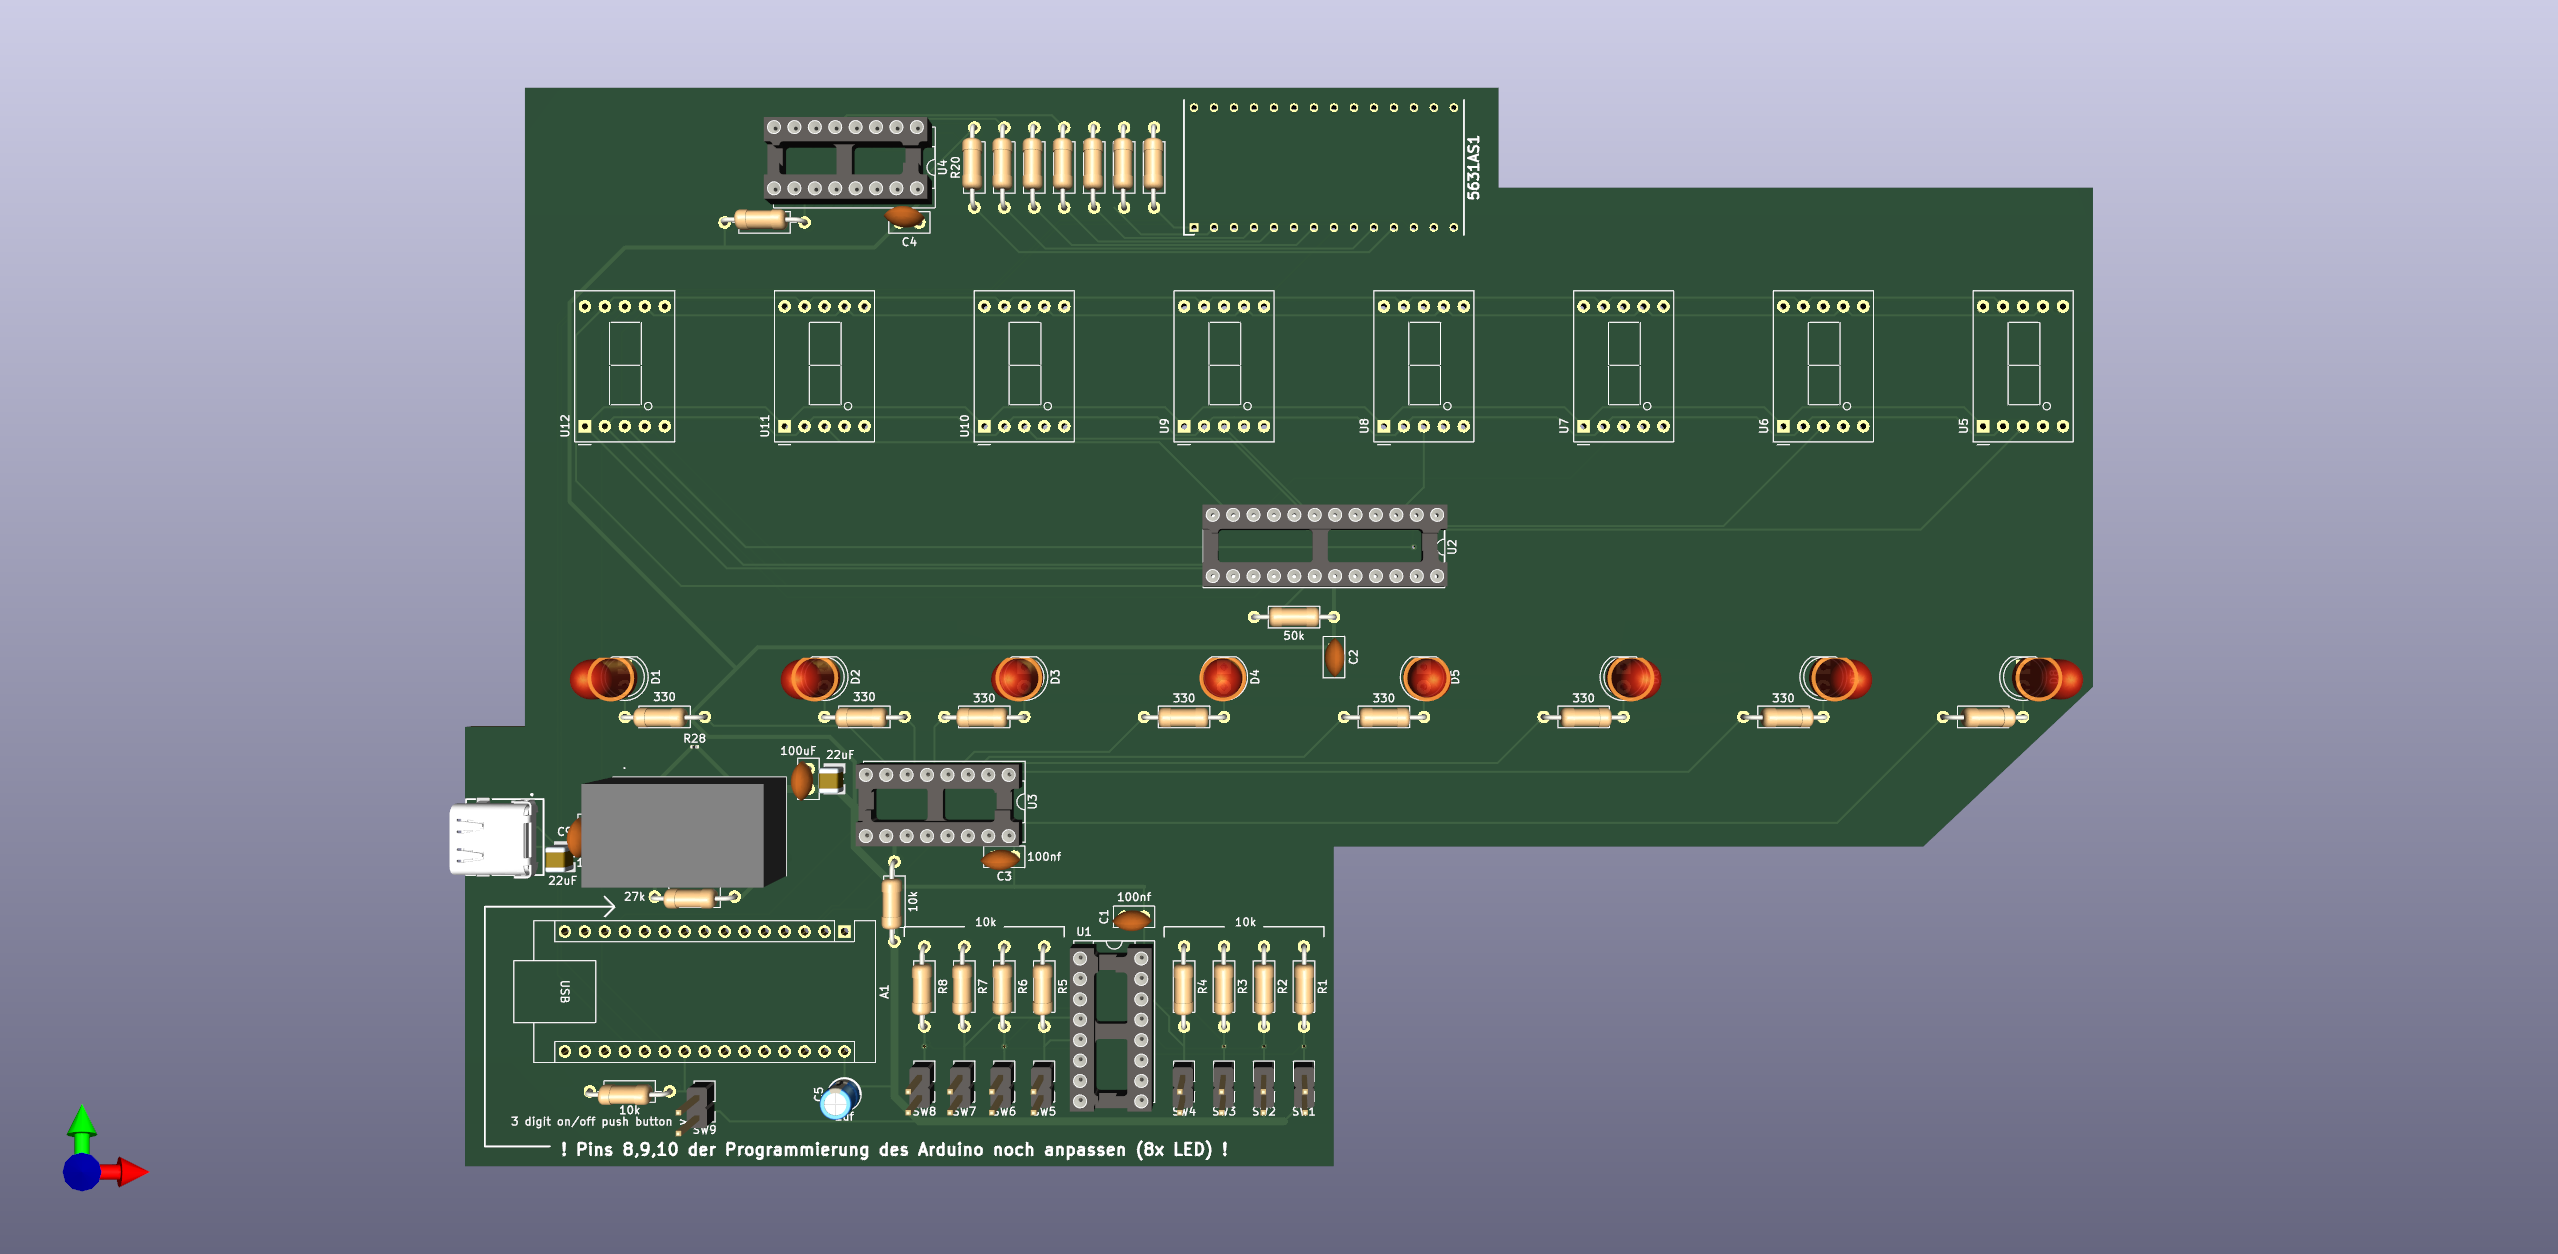 U4
R20
5631AS1
C4
U12
U11
U10
U9
U8
U7
U6
U5
U2
50k
C2
D1
D2
D3
D4
D5
330
330
330
330
330
330
330
R28
100uF
22uF
U3
22uF
100nf
C3
27k
10k
100nf
C1
10k
10k
U1
USB
A1
R8
R7
R6
R5
R4
R3
R2
R1
C5
10k
3 digit on/off push button >
SW9
SW8
SW7
SW6
SW5
SW4
SW3
SW2
SW1
! Pins 8,9,10 der Programmierung des Arduino noch anpassen (8x LED) !